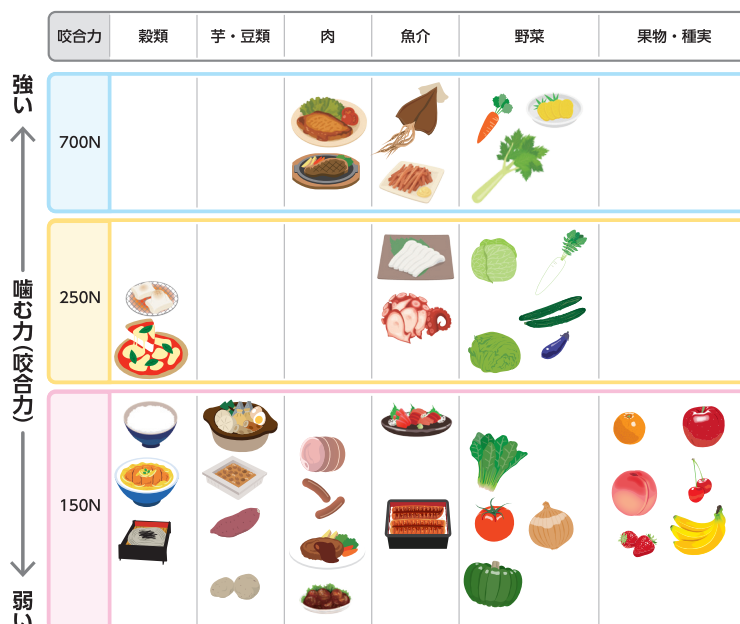 咬合力 穀類 芋・豆類 肉 魚介 野菜 果物・種実
強い
700N
250N
噛む力(咬合力)
150N
弱い